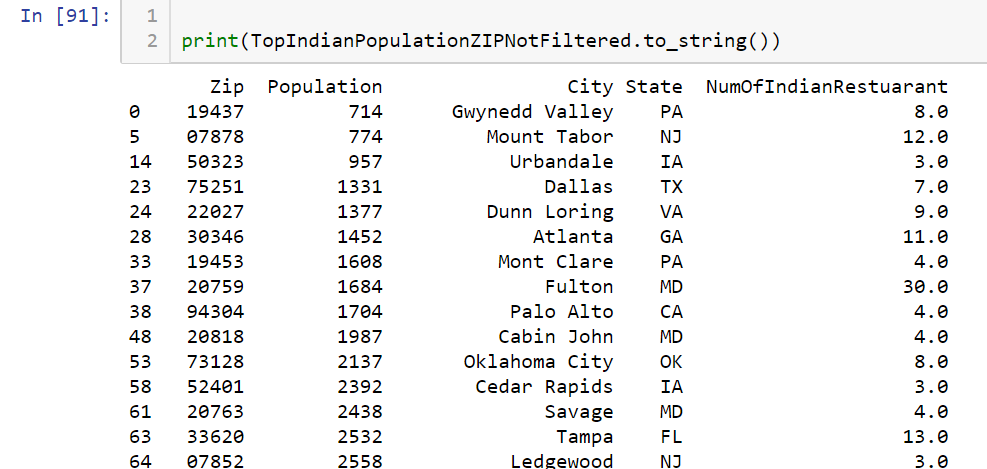 In [91]:
1
2 print(TopIndianPopulationZIPNotFiltered.to_string())
Zip Population City State NumOfIndianRestuarant
0 19437 714 Gwynedd Valley PA 8.0
5 07878 774 Mount Tabor NJ 12.0
14 50323 957 Urbandale IA 3.0
23 75251 1331 Dallas TX 7.0
24 22027 1377 Dunn Loring VA 9.0
28 30346 1452 Atlanta GA 11.0
33 19453 1608 Mont Clare PA 4.0
37 20759 1684 Fulton MD 30.0
38 94304 1704 Palo Alto CA 4.0
48 20818 1987 Cabin John MD 4.0
53 73128 2137 Oklahoma City OK 8.0
58 52401 2392 Cedar Rapids IA 3.0
61 20763 2438 Savage MD 4.0
63 33620 2532 Tampa FL 13.0
64 07852 2558 Ledgewood NJ 3.0